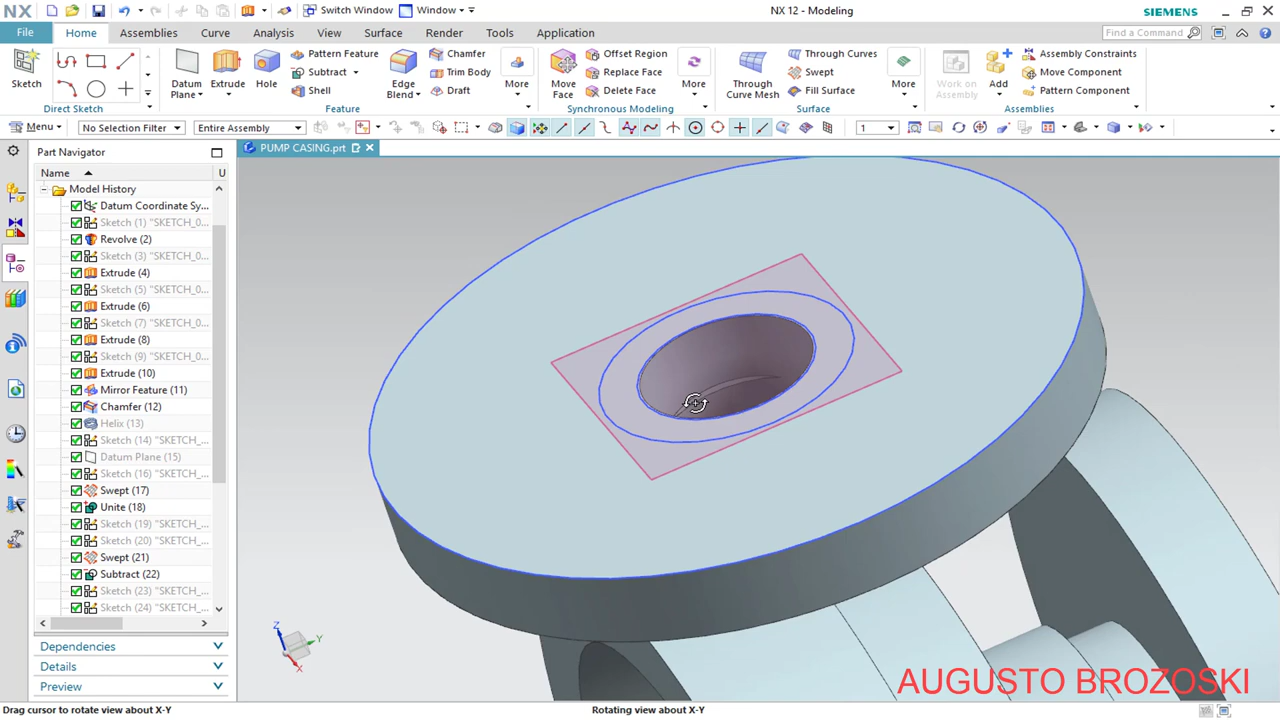 NX
Switch Window
Window
NX 12 - Modeling
SIEMENS
File
Home
Assemblies
Curve
Analysis
View
Surface
Render
Tools
Application
Find a Command
Sketch
Direct Sketch
Datum
Plane
Extrude
Hole
Pattern Feature
Subtract
Shell
Edge
Blend
Chamfer
Trim Body
Draft
More
Feature
Move
Face
Offset Region
Replace Face
Delete Face
More
Synchronous Modeling
Through
Curve Mesh
Through Curves
Swept
Fill Surface
More
Surface
Work on
Assembly
Add
Assembly Constraints
Move Component
Pattern Component
Assemblies
Menu
No Selection Filter
Entire Assembly
1
Part Navigator
PUMP CASING.prt
Name
U
Model History
Datum Coordinate Sy...
Sketch (1) "SKETCH_0...
Revolve (2)
Sketch (3) "SKETCH_0...
Extrude (4)
Sketch (5) "SKETCH_0...
Extrude (6)
Sketch (7) "SKETCH_0...
Extrude (8)
Sketch (9) "SKETCH_0...
Extrude (10)
Mirror Feature (11)
Chamfer (12)
Helix (13)
Sketch (14) "SKETCH_...
Datum Plane (15)
Sketch (16) "SKETCH_...
Swept (17)
Unite (18)
Sketch (19) "SKETCH_...
Sketch (20) "SKETCH_...
Swept (21)
Subtract (22)
Sketch (23) "SKETCH_...
Sketch (24) "SKETCH_...
Dependencies
Details
Preview
Z
Y
X
AUGUSTO BROZOSKI
Drag cursor to rotate view about X-Y
Rotating view about X-Y